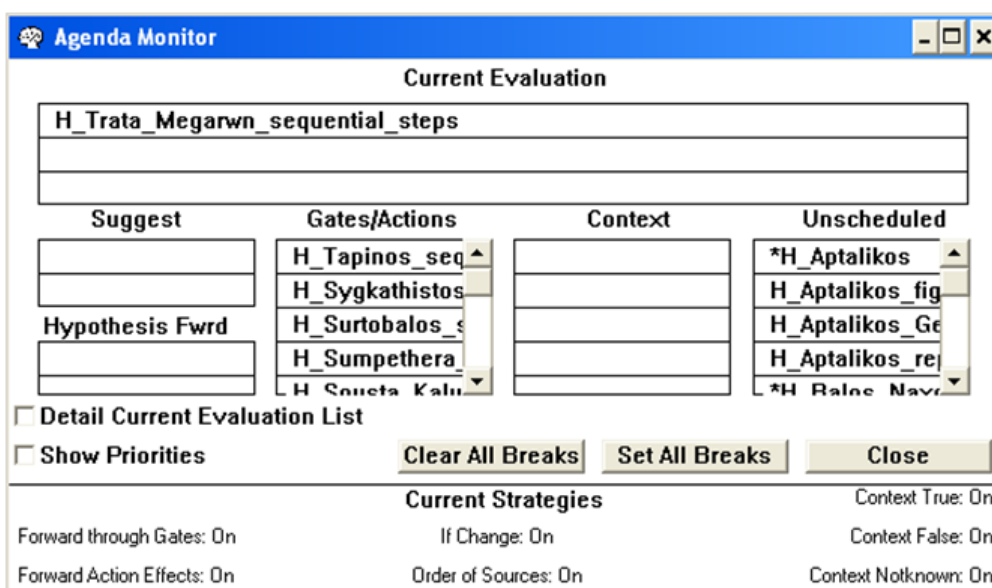 Agenda Monitor
Current Evaluation
H_Trata_Megarwn_sequential_steps
Suggest Gates/Actions Context Unscheduled
H_Tapinos_seq *H_Aptalikos
H_Sygkathistos H_Aptalikos_fig
Hypothesis Fwrd H_Surtobalos_s H_Aptalikos_Ge
H_Sumpethera_ H_Aptalikos_rep
H_Sousta_Kalu *H_Balos_Naxo
Detail Current Evaluation List
Show Priorities Clear All Breaks Set All Breaks Close
Current Strategies Context True: On
Forward through Gates: On If Change: On Context False: On
Forward Action Effects: On Order of Sources: On Context Notknown: On